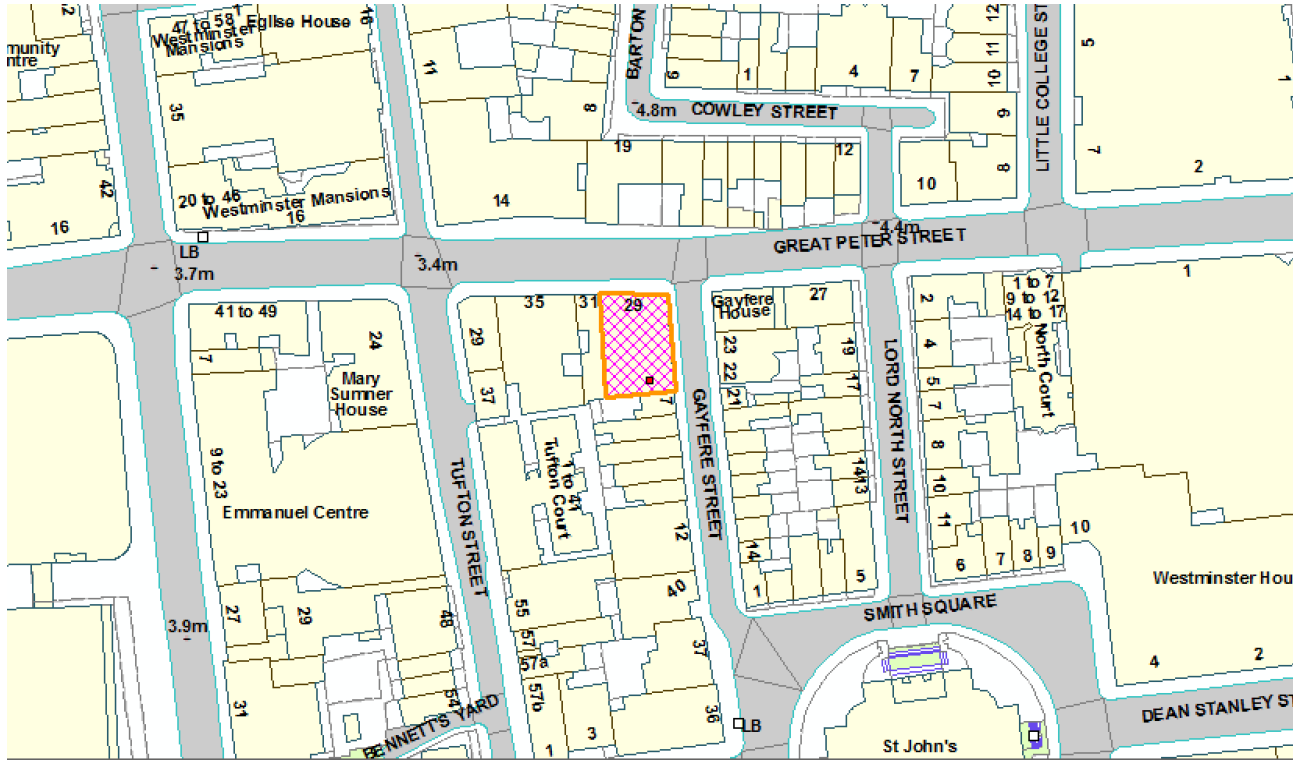 47 to 58
1
Westminster
Mansions
Eglise House
16
munity
ntre
35
42
16
20 to 46
Westminster Mansions
16
LB
3.7m
3.4m
11
8
14
BARTON
6
1
4
7
12
11
10
4.8m
COWLEY STREET
9
8
19
12
10
LITTLE COLLEGE ST
5
1
7
2
GREAT PETER STREET
4.4m
1
41 to 49
7
24
Mary
Sumner
House
9 to 23
Emmanuel Centre
29
35
31
29
37
7
Gayfere
House
27
23
22
21
19
17
2
4
5
7
8
10
11
1 to 7
9 to 12
14 to 17
North Court
LORD NORTH STREET
GAYFERE STREET
TUFTON STREET
1 to 41
Tufton Court
12
40
37
36
14
13
14
1
5
6
7
8
9
10
Westminster Hou
SMITH SQUARE
4
2
DEAN STANLEY ST
St John's
LB
3.9m
27
29
31
48
54
BENNETT'S YARD
55
57
57a
57b
1
3